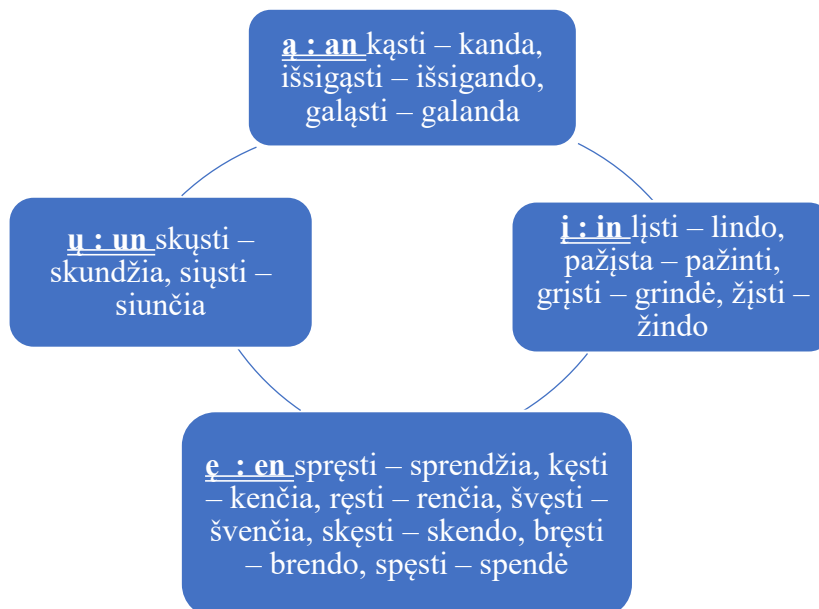 ą : an kąsti – kanda,
išsigąsti – išsigando,
galąsti – galanda
ų : un skųsti –
skundžia, siųsti –
siunčia
į : in lįsti – lindo,
pažįsta – pažinti,
grįsti – grindė, žįsti –
žindo
ę : en spręsti – sprendžia, kęsti
– kenčia, ręsti – renčia, švęsti –
švenčia, skęsti – skendo, bręsti
– brendo, spęsti – spendė